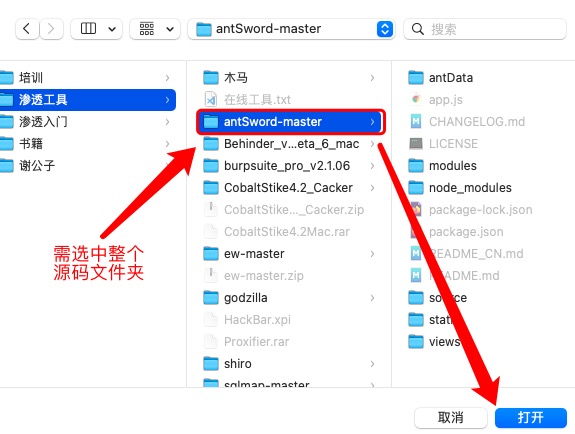 antSword-master
搜索
培训
渗透工具
渗透入门
书籍
谢公子
木马
在线工具.txt
antSword-master
Behinder_v...eta_6_mac
burpsuite_pro_v2.1.06
CobaltStike4.2_Cacker
CobaltStike..._Cacker.zip
CobaltStike4.2Mac.rar
ew-master
ew-master.zip
godzilla
HackBar.xpi
Proxifier.rar
shiro
sqlmap-master
antData
app.js
CHANGELOG.md
LICENSE
modules
node_modules
package-lock.json
package.json
README_CN.md
README.md
source
stati
views
需选中整个
源码文件夹
取消
打开